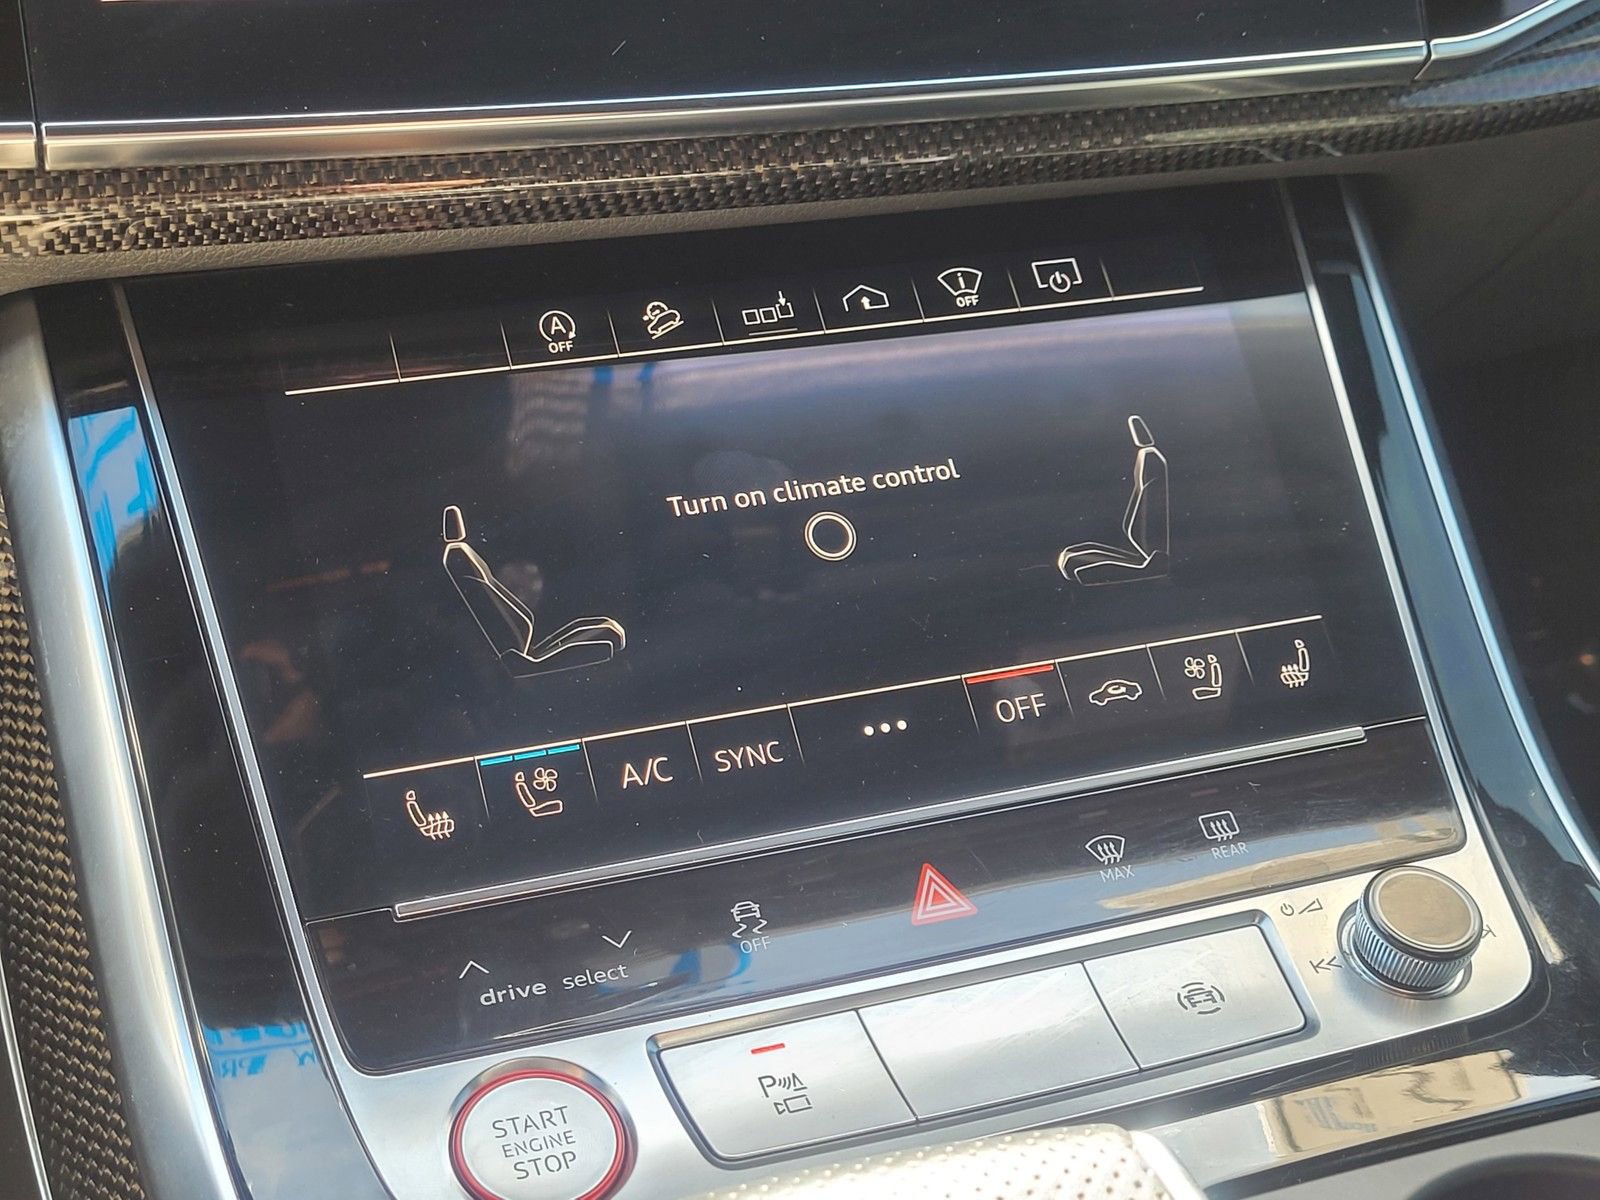 A
OFF
i
OFF
Turn on climate control
A/C
SYNC
•••
OFF
MAX
REAR
OFF
drive select
P
START
ENGINE
STOP